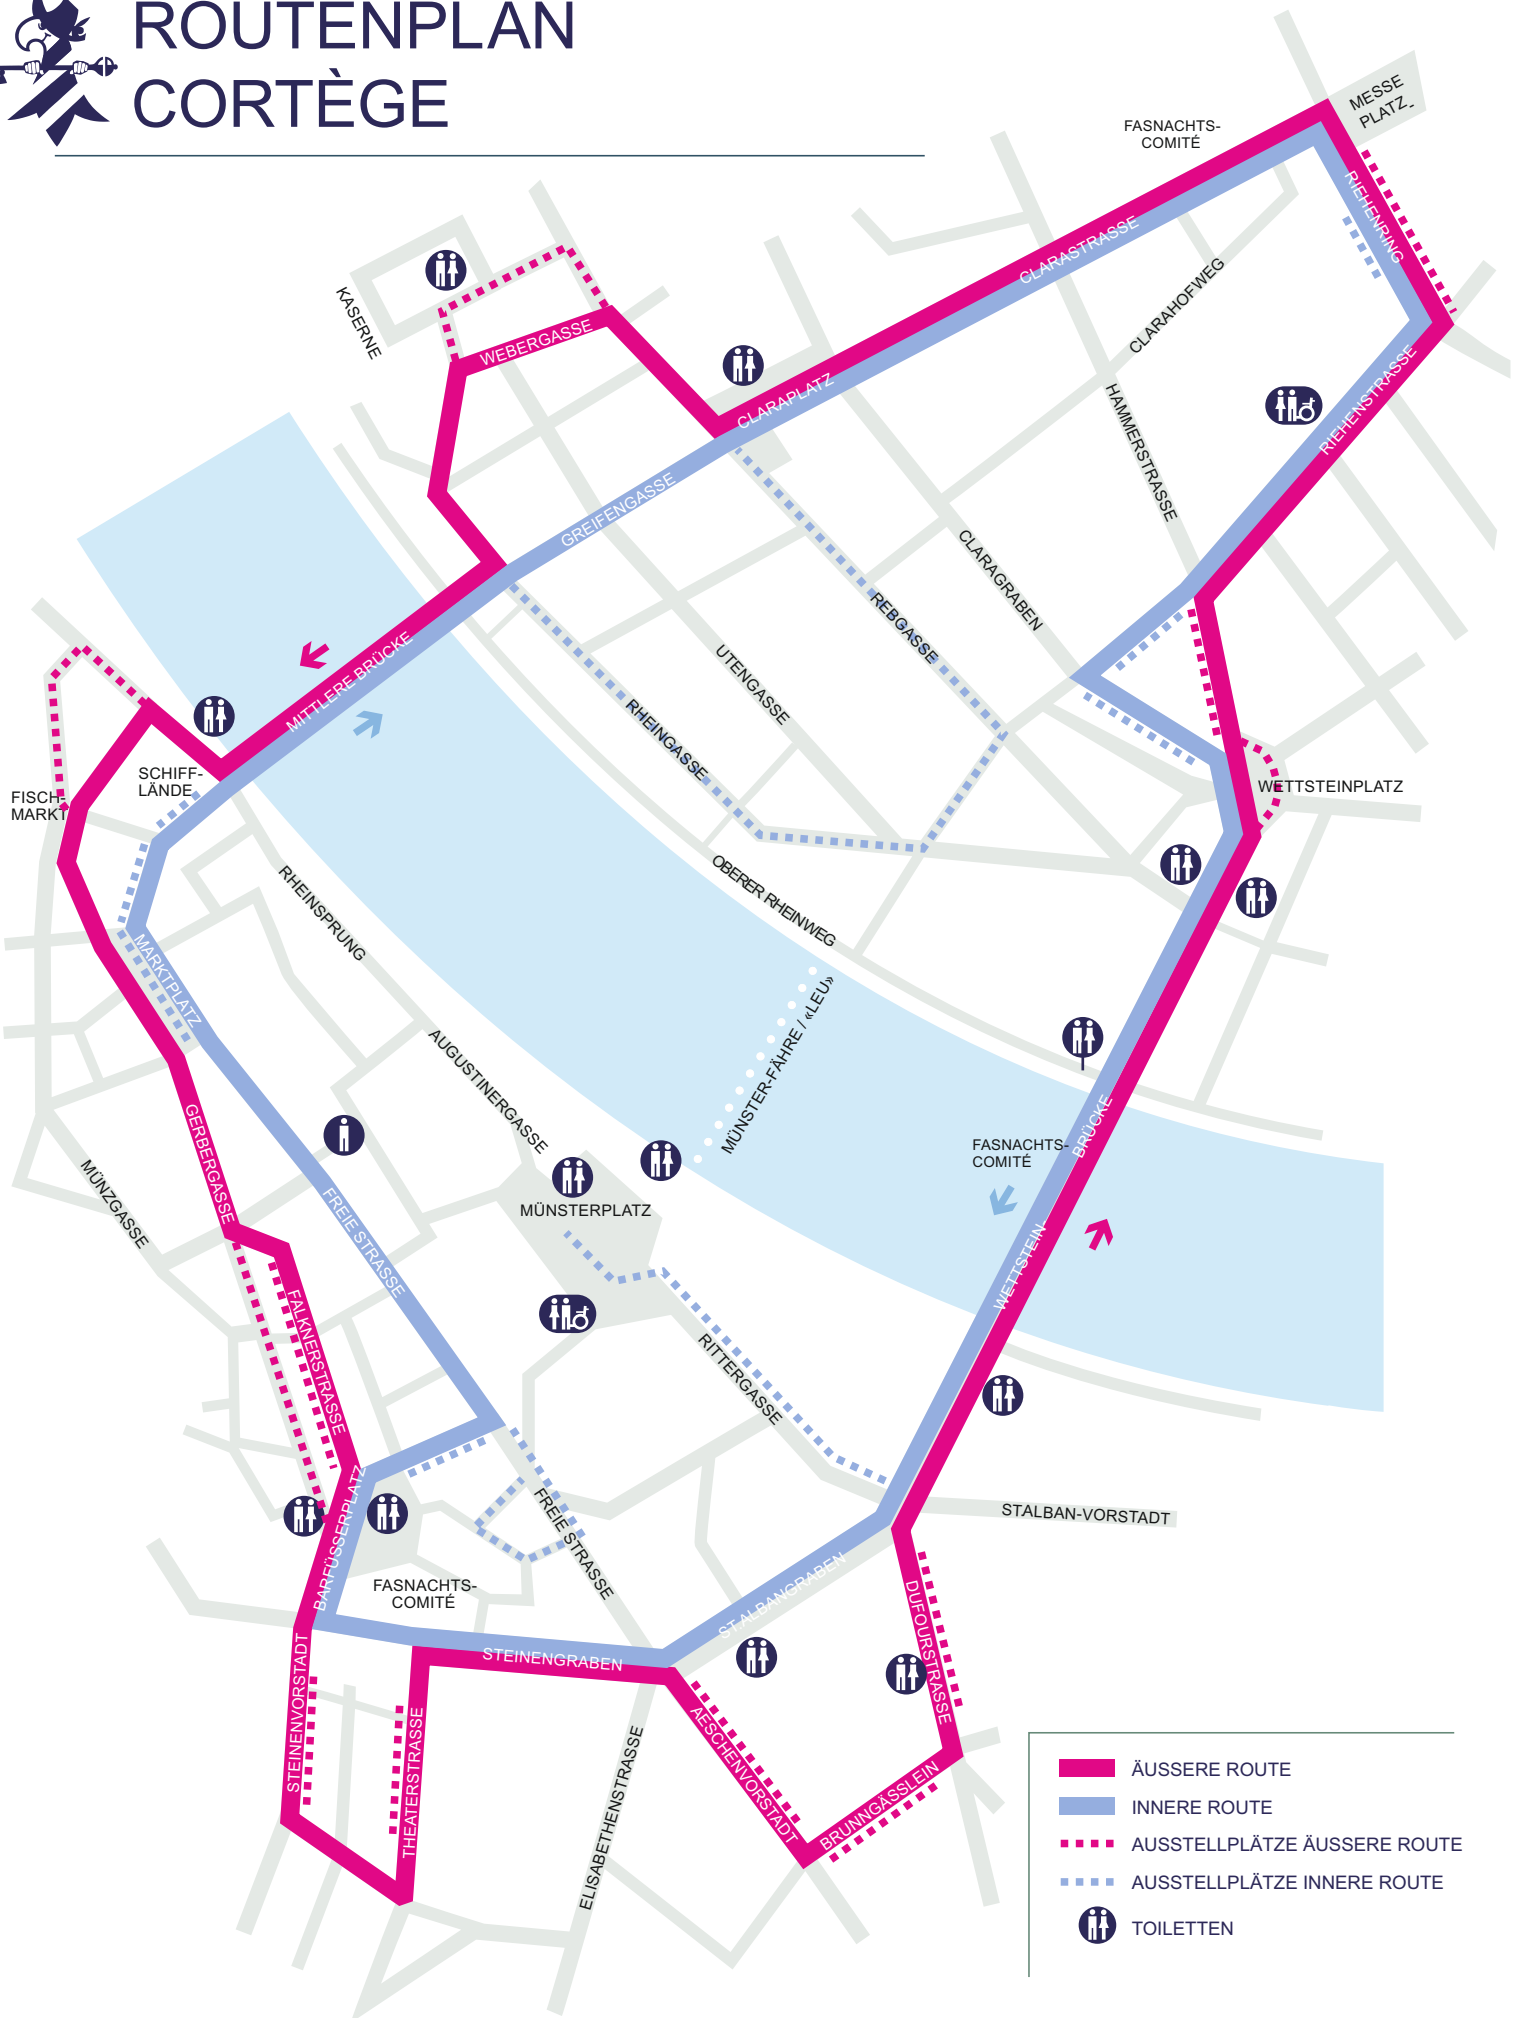 ROUTENPLAN
CORTÈGE
MESSE
PLATZ
FASNACHTS-
COMITÉ
RIEHENRING
CLARASTRASSE
CLARAHOFWEG
KASERNE
WEBERGASSE
CLARAPLATZ
HAMMERSTRASSE
RIEHENSTRASSE
GREIFENGASSE
CLARAGRABEN
REBGASSE
UTENGASSE
RHEINGASSE
MITTLERE BRÜCKE
SCHIFF-
LÄNDE
FISCH-
MARKT
WETTSTEINPLATZ
OBERER RHEINWEG
RHEINSPRUNG
MARKTPLATZ
MÜNSTER-FÄHRE / «LEU»
AUGUSTINERGASSE
GERBERGASSE
MÜNZGASSE
FREIE STRASSE
MÜNSTERPLATZ
FASNACHTS-
COMITÉ
WETTSTEIN-
BRÜCKE
FALKNERSTRASSE
RITTERGASSE
BARFÜSSERPLATZ
FREIE STRASSE
STALBAN-VORSTADT
FASNACHTS-
COMITÉ
ST.ALBANGRABEN
DUFOURSTRASSE
STEINENGRABEN
STEINENVORSTADT
THEATERSTRASSE
AESCHENVORSTADT
BRUNNGÄSSLEIN
ELISABETHENSTRASSE
ÄUSSERE ROUTE
INNERE ROUTE
AUSSTELLPLÄTZE ÄUSSERE ROUTE
AUSSTELLPLÄTZE INNERE ROUTE
TOILETTEN